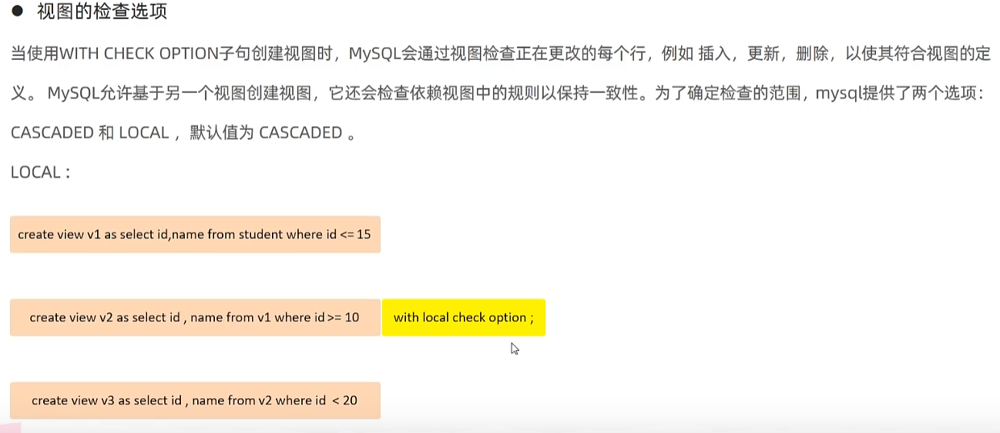 ● 视图的检查选项
当使用WITH CHECK OPTION子句创建视图时，MySQL会通过视图检查正在更改的每个行，例如 插入，更新，删除，以使其符合视图的定
义。 MySQL允许基于另一个视图创建视图，它还会检查依赖视图中的规则以保持一致性。为了确定检查的范围，mysql提供了两个选项：
CASCADED 和 LOCAL ，默认值为 CASCADED 。
LOCAL :
create view v1 as select id,name from student where id <= 15
create view v2 as select id , name from v1 where id >= 10 with local check option ;
create view v3 as select id , name from v2 where id < 20